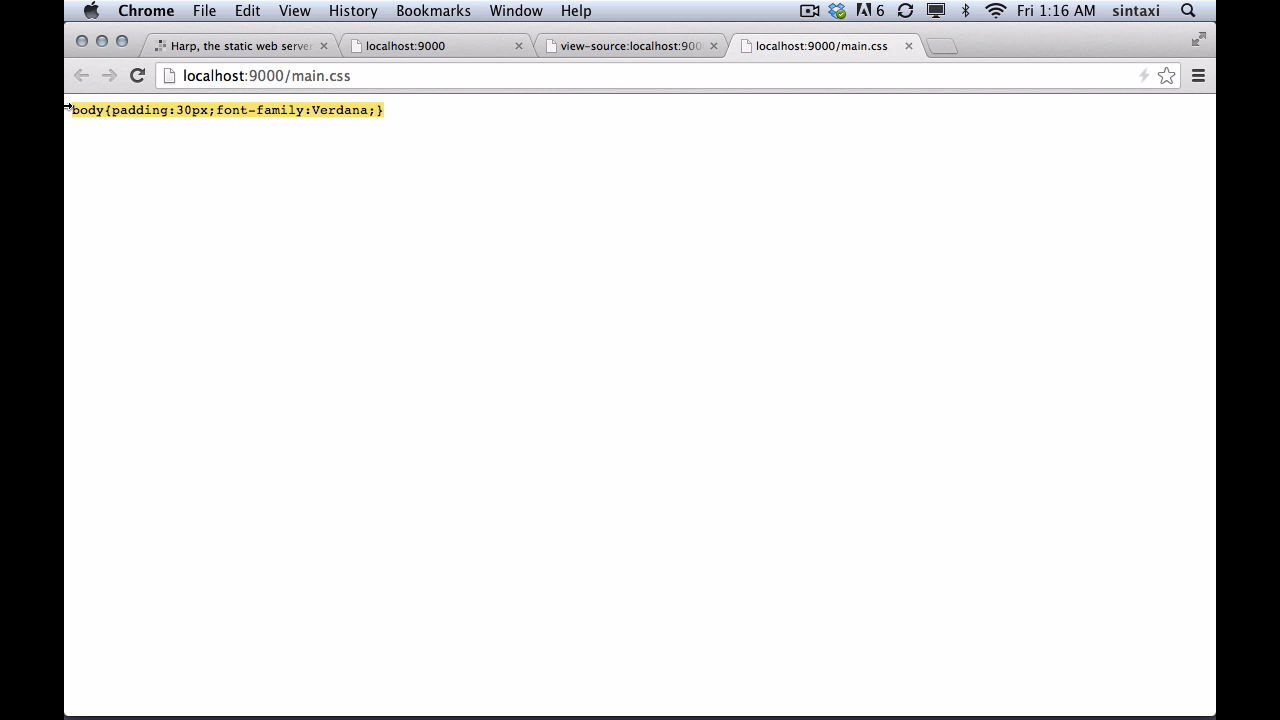 Chrome File Edit View History Bookmarks Window Help 6 Fri 1:16 AM sintaxi
Harp, the static web server localhost:9000 view-source:localhost:900 localhost:9000/main.css
localhost:9000/main.css
body{padding:30px;font-family:Verdana;}